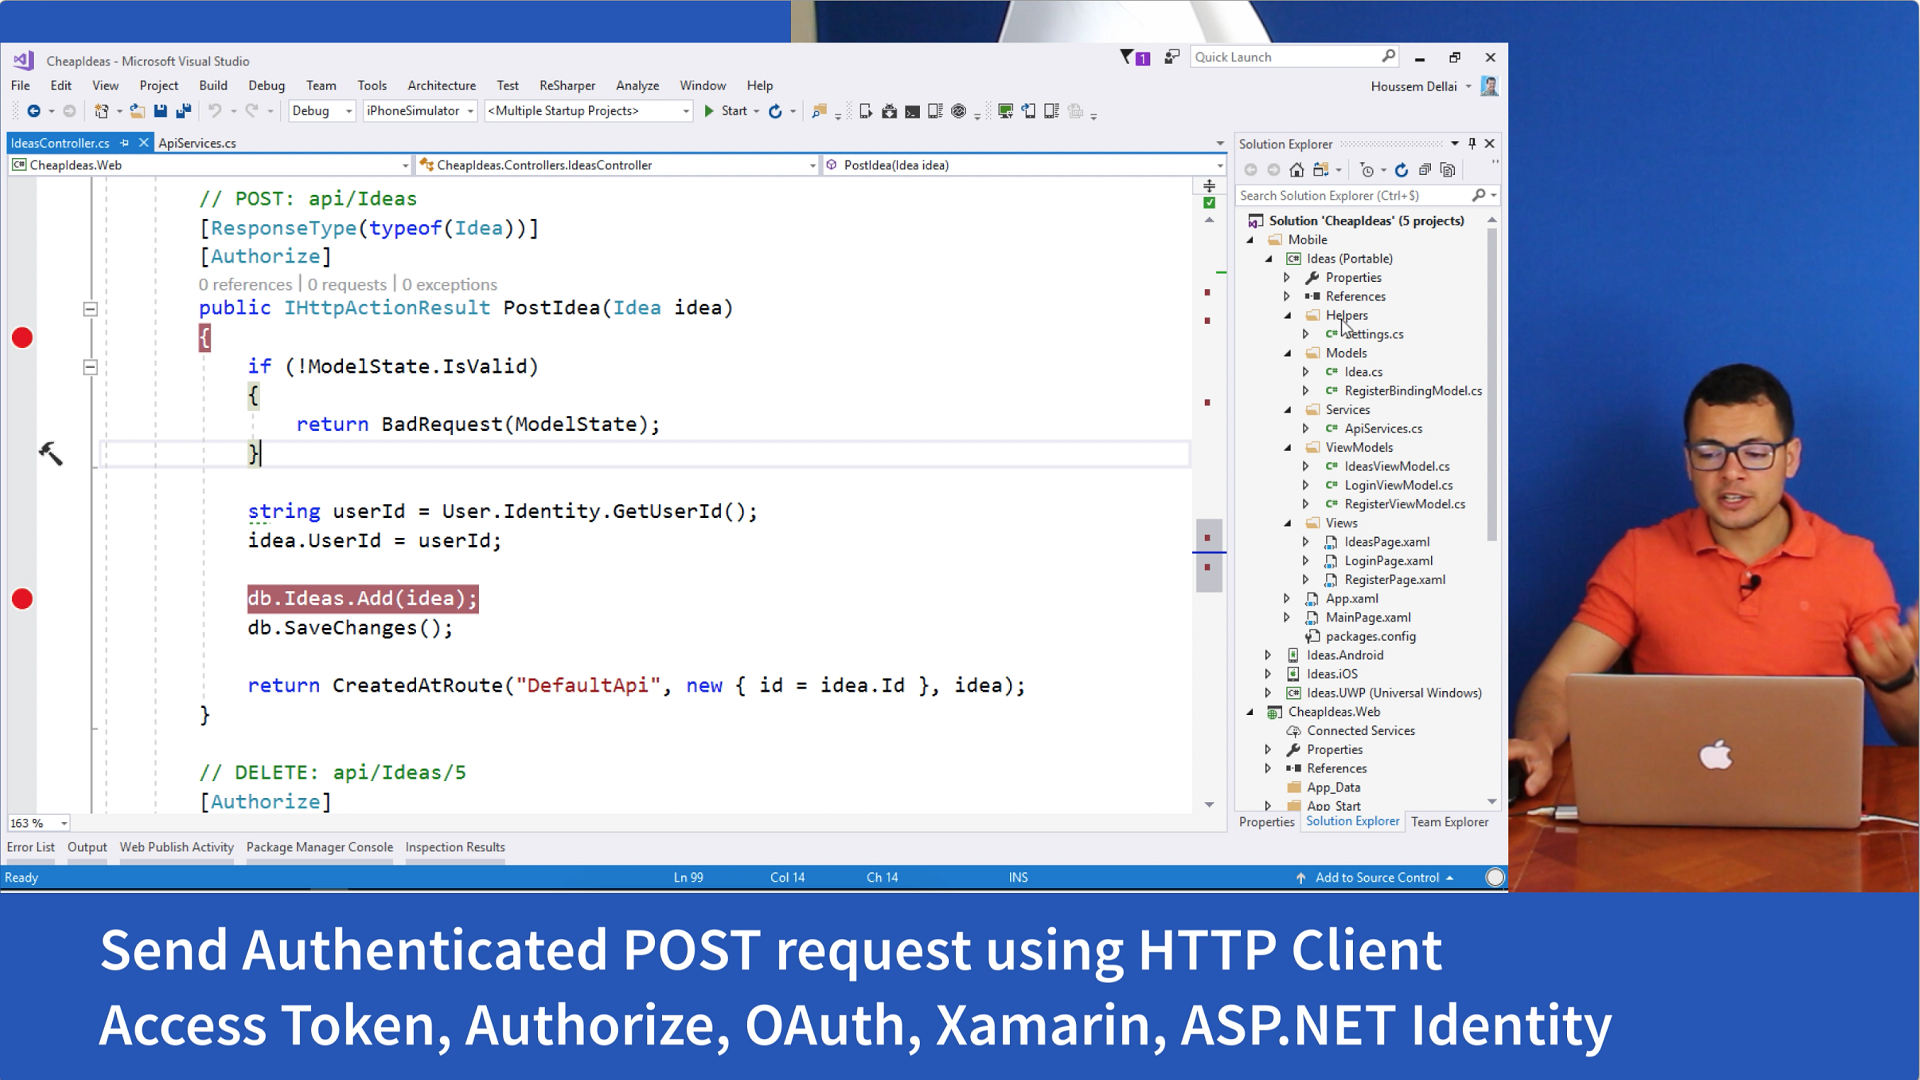 CheapIdeas - Microsoft Visual Studio
1
Quick Launch
File Edit View Project Build Debug Team Tools Architecture Test ReSharper Analyze Window Help
Houssem Dellai
Debug iPhoneSimulator <Multiple Startup Projects> Start
IdeasController.cs ApiServices.cs
CheapIdeas.Web CheapIdeas.Controllers.IdeasController PostIdea(Idea idea)
// POST: api/Ideas
[ResponseType(typeof(Idea))]
[Authorize]
0 references | 0 requests | 0 exceptions
public IHttpActionResult PostIdea(Idea idea)
{
if (!ModelState.IsValid)
{
return BadRequest(ModelState);
}
string userId = User.Identity.GetUserId();
idea.UserId = userId;
db.Ideas.Add(idea);
db.SaveChanges();
return CreatedAtRoute("DefaultApi", new { id = idea.Id }, idea);
}
// DELETE: api/Ideas/5
[Authorize]
163 %
Solution Explorer
Search Solution Explorer (Ctrl+$)
Solution 'CheapIdeas' (5 projects)
Mobile
C# Ideas (Portable)
Properties
References
Helpers
C# Settings.cs
Models
C# Idea.cs
C# RegisterBindingModel.cs
Services
C# ApiServices.cs
ViewModels
C# IdeasViewModel.cs
C# LoginViewModel.cs
C# RegisterViewModel.cs
Views
IdeasPage.xaml
LoginPage.xaml
RegisterPage.xaml
App.xaml
MainPage.xaml
packages.config
Ideas.Android
Ideas.iOS
C# Ideas.UWP (Universal Windows)
CheapIdeas.Web
Connected Services
Properties
References
App_Data
App_Start
Properties Solution Explorer Team Explorer
Error List Output Web Publish Activity Package Manager Console Inspection Results
Ready Ln 99 Col 14 Ch 14 INS Add to Source Control
Send Authenticated POST request using HTTP Client
Access Token, Authorize, OAuth, Xamarin, ASP.NET Identity